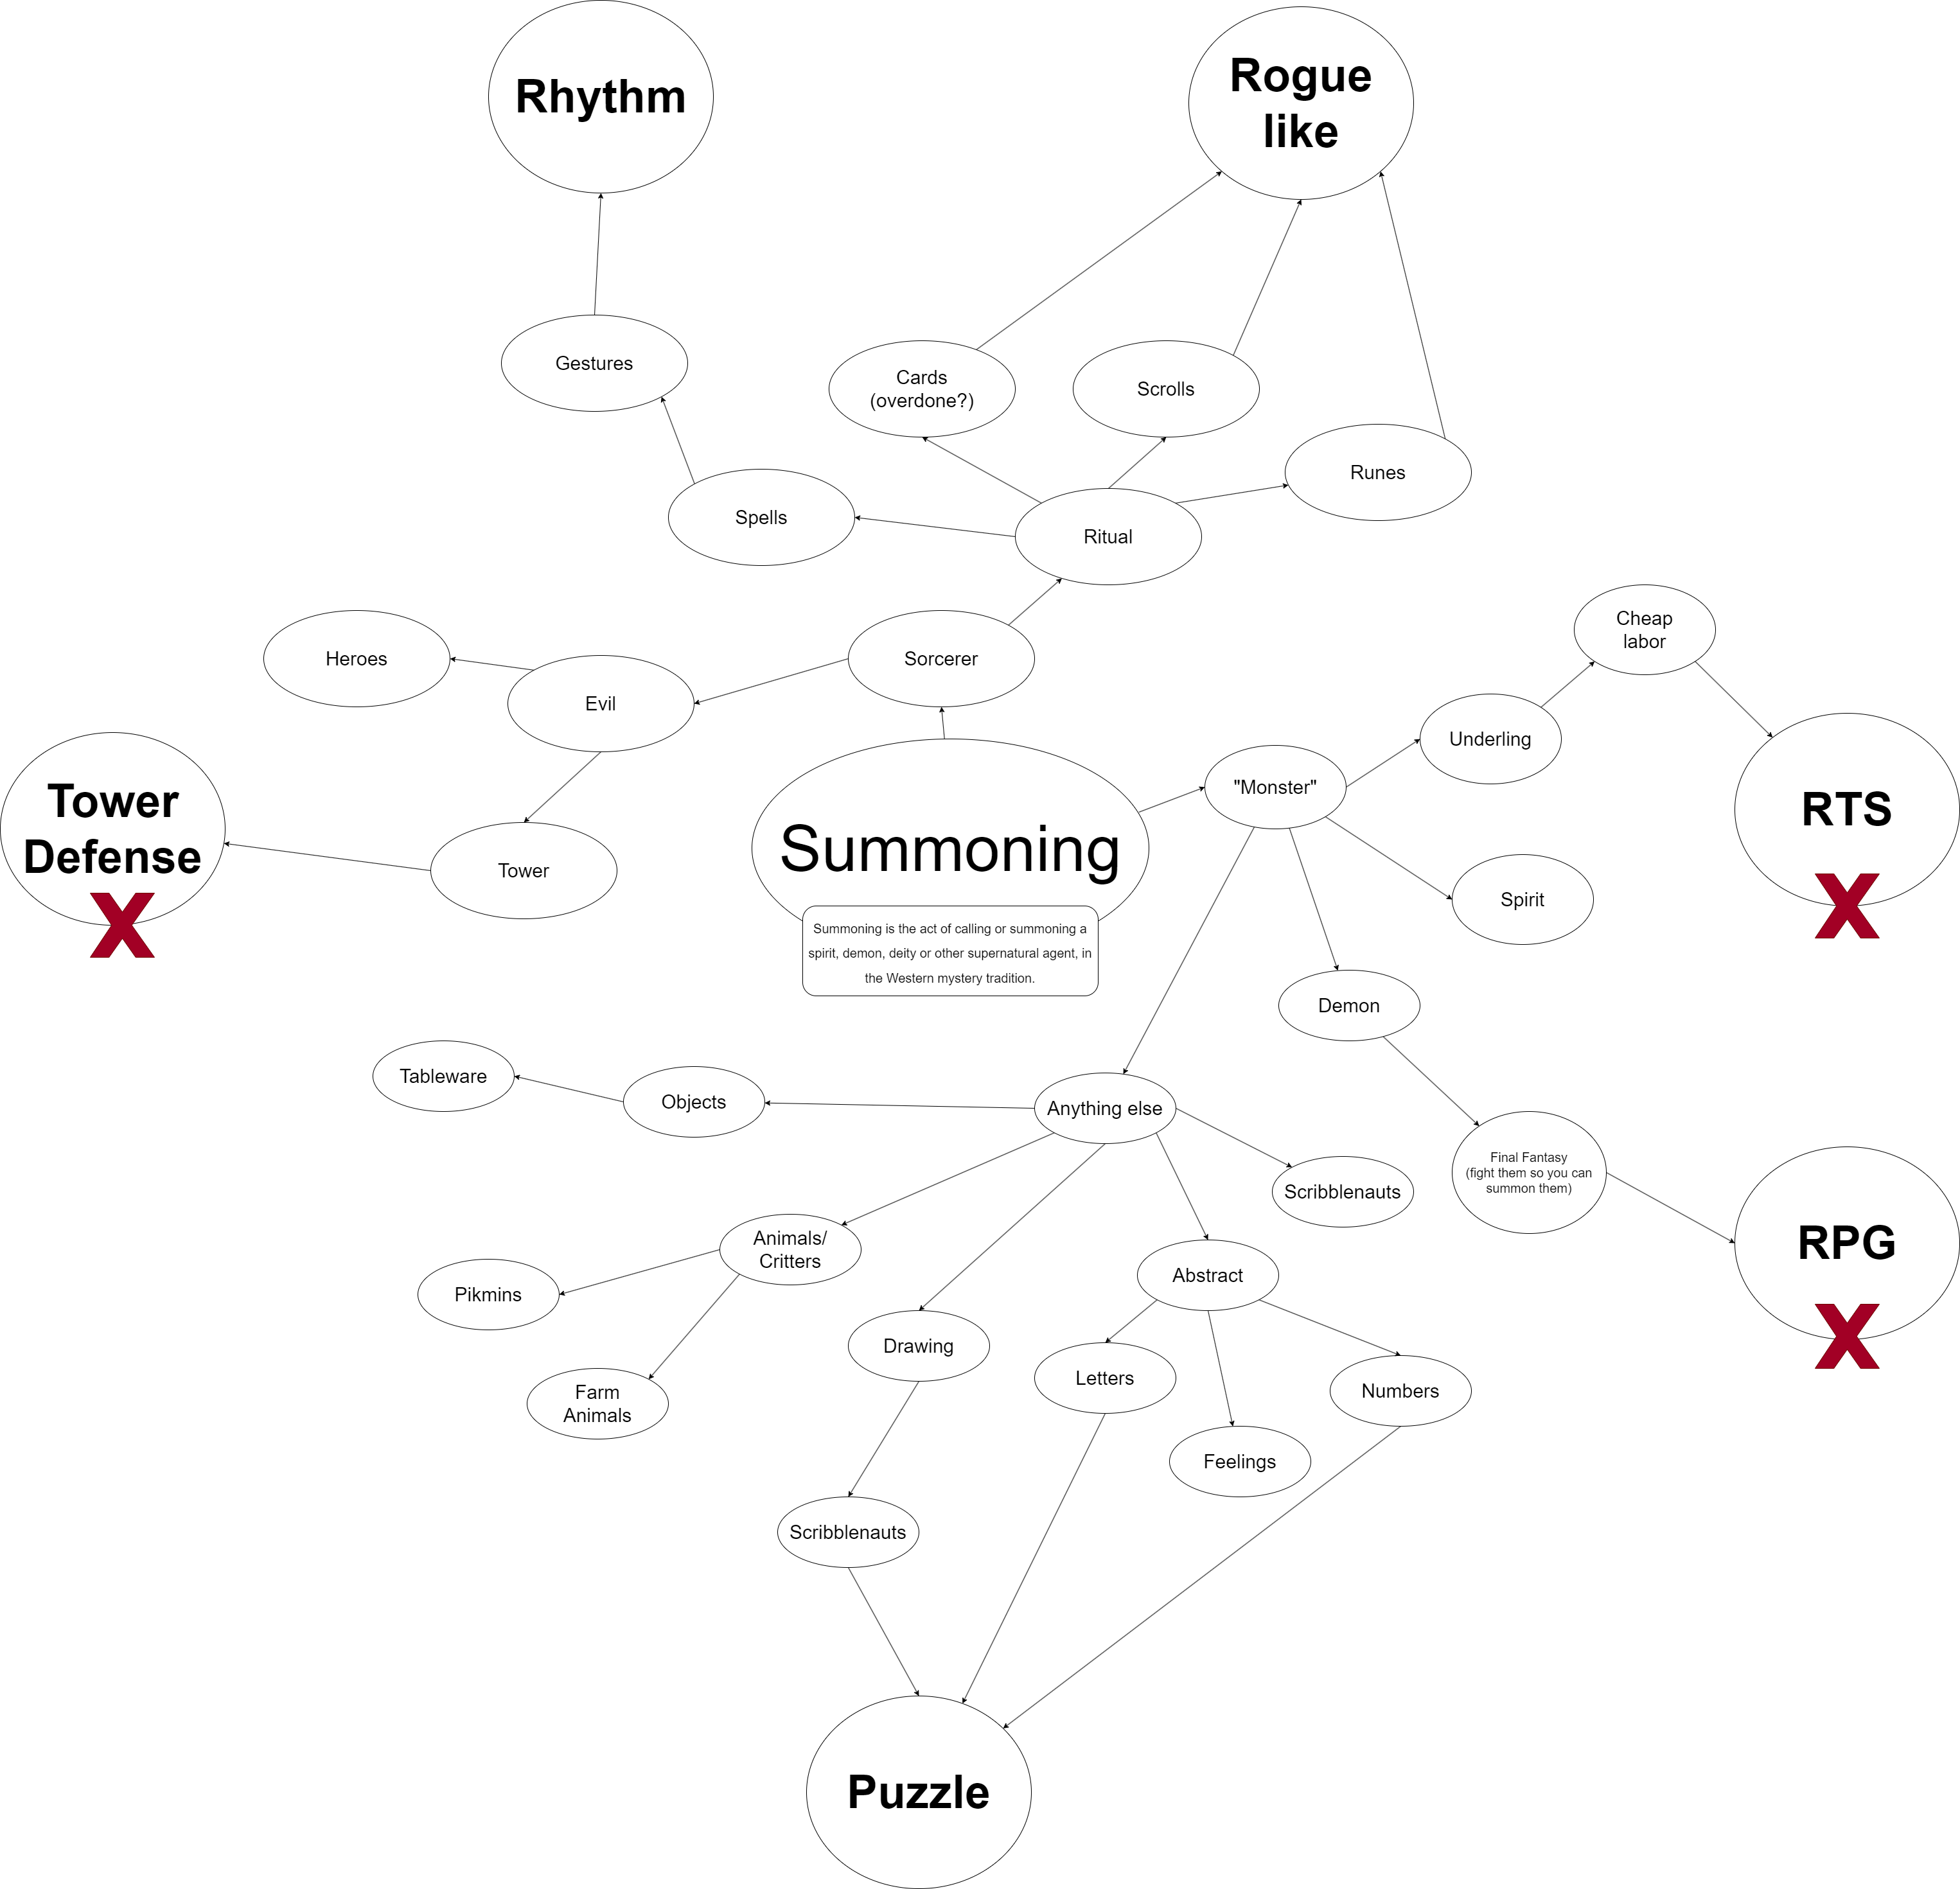 Rhythm
Rogue
like
Gestures
Cards
(overdone?)
Scrolls
Runes
Spells
Ritual
Cheap
labor
Heroes
Evil
Sorcerer
Underling
"Monster"
Tower
Defense
X
RTS
X
Tower
Summoning
Spirit
Summoning is the act of calling or summoning a
spirit, demon, deity or other supernatural agent, in
the Western mystery tradition.
Demon
Tableware
Objects
Anything else
Final Fantasy
(fight them so you can
summon them)
Scribblenauts
Animals/
Critters
RPG
X
Pikmins
Abstract
Drawing
Letters
Numbers
Farm
Animals
Feelings
Scribblenauts
Puzzle